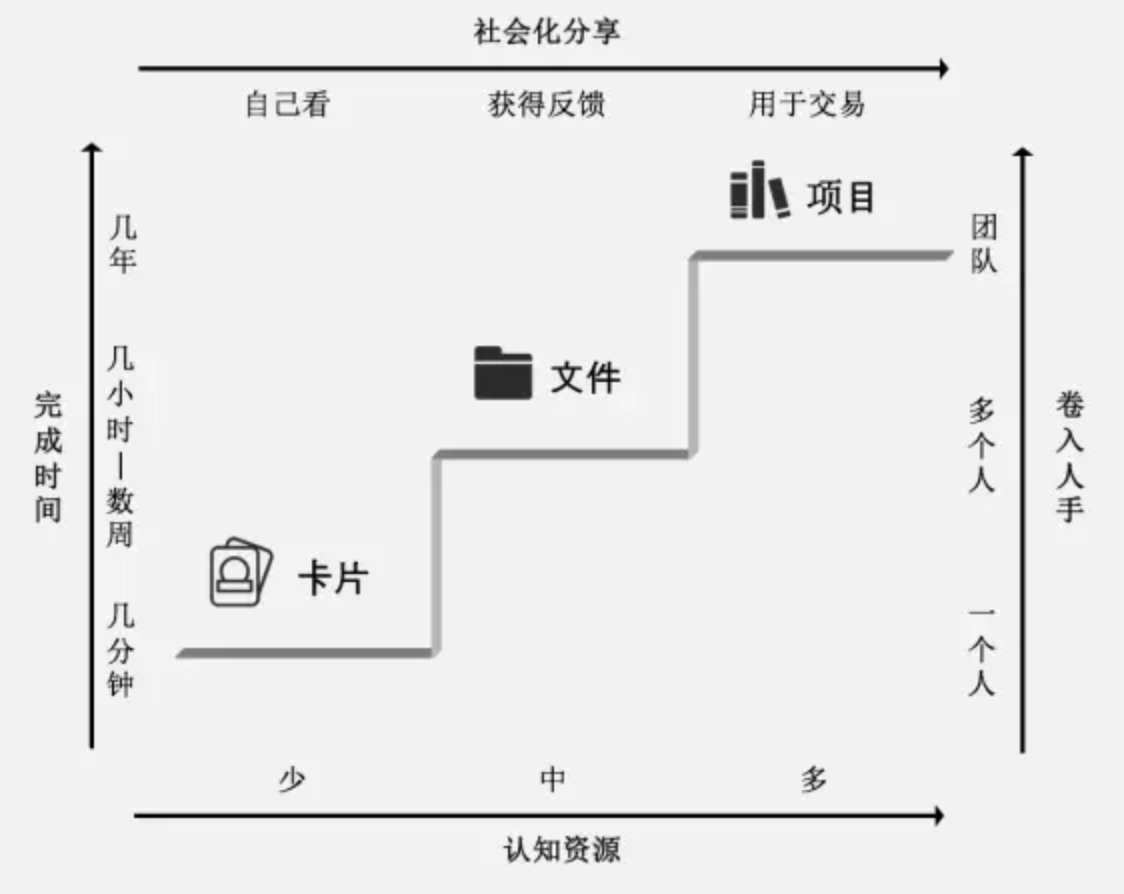 社会化分享
自己看
获得反馈
用于交易
项目
文件
卡片
完成时间
几年
几小时—数周
几分钟
团队
多个人
一个人
卷入人手
少
中
多
认知资源